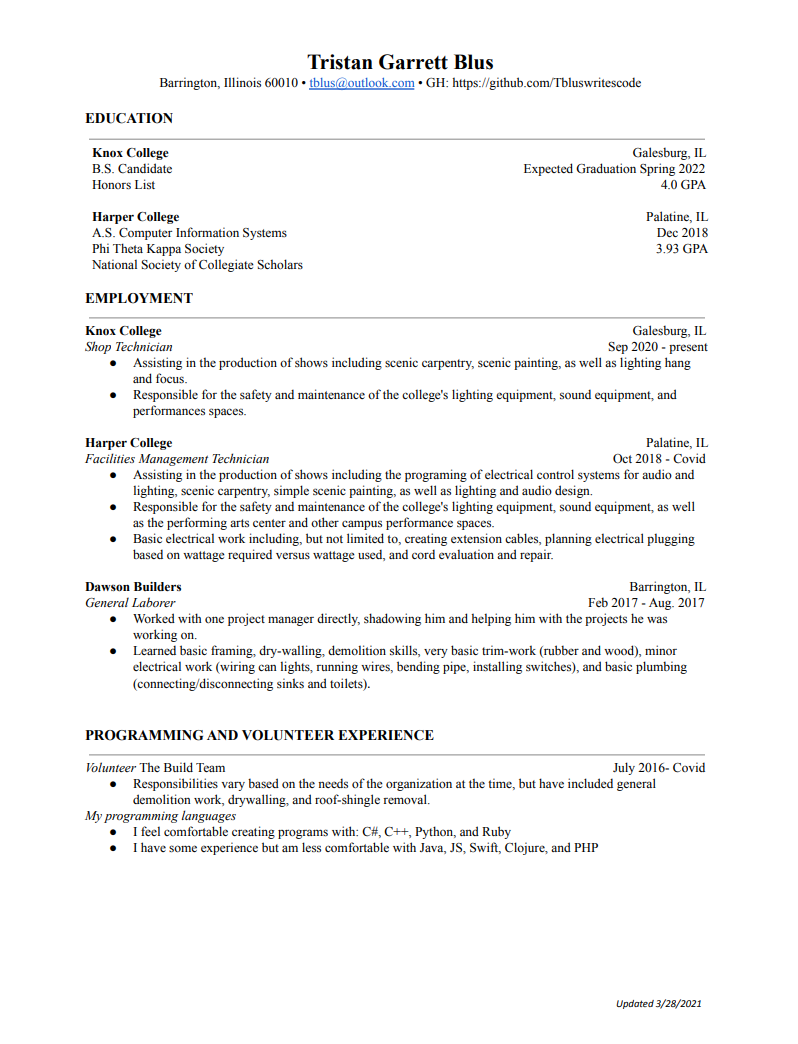 Tristan Garrett Blus
Barrington, Illinois 60010 • tblus@outlook.com • GH: https://github.com/Tbluswritescode
EDUCATION
Knox College Galesburg, IL
B.S. Candidate Expected Graduation Spring 2022
Honors List 4.0 GPA
Harper College Palatine, IL
A.S. Computer Information Systems Dec 2018
Phi Theta Kappa Society 3.93 GPA
National Society of Collegiate Scholars
EMPLOYMENT
Knox College Galesburg, IL
Shop Technician Sep 2020 - present
● Assisting in the production of shows including scenic carpentry, scenic painting, as well as lighting hang
and focus.
● Responsible for the safety and maintenance of the college's lighting equipment, sound equipment, and
performances spaces.
Harper College Palatine, IL
Facilities Management Technician Oct 2018 - Covid
● Assisting in the production of shows including the programing of electrical control systems for audio and
lighting, scenic carpentry, simple scenic painting, as well as lighting and audio design.
● Responsible for the safety and maintenance of the college's lighting equipment, sound equipment, as well
as the performing arts center and other campus performance spaces.
● Basic electrical work including, but not limited to, creating extension cables, planning electrical plugging
based on wattage required versus wattage used, and cord evaluation and repair.
Dawson Builders Barrington, IL
General Laborer Feb 2017 - Aug. 2017
● Worked with one project manager directly, shadowing him and helping him with the projects he was
working on.
● Learned basic framing, dry-walling, demolition skills, very basic trim-work (rubber and wood), minor
electrical work (wiring can lights, running wires, bending pipe, installing switches), and basic plumbing
(connecting/disconnecting sinks and toilets).
PROGRAMMING AND VOLUNTEER EXPERIENCE
Volunteer The Build Team July 2016- Covid
● Responsibilities vary based on the needs of the organization at the time, but have included general
demolition work, drywalling, and roof-shingle removal.
My programming languages
● I feel comfortable creating programs with: C#, C++, Python, and Ruby
● I have some experience but am less comfortable with Java, JS, Swift, Clojure, and PHP
Updated 3/28/2021